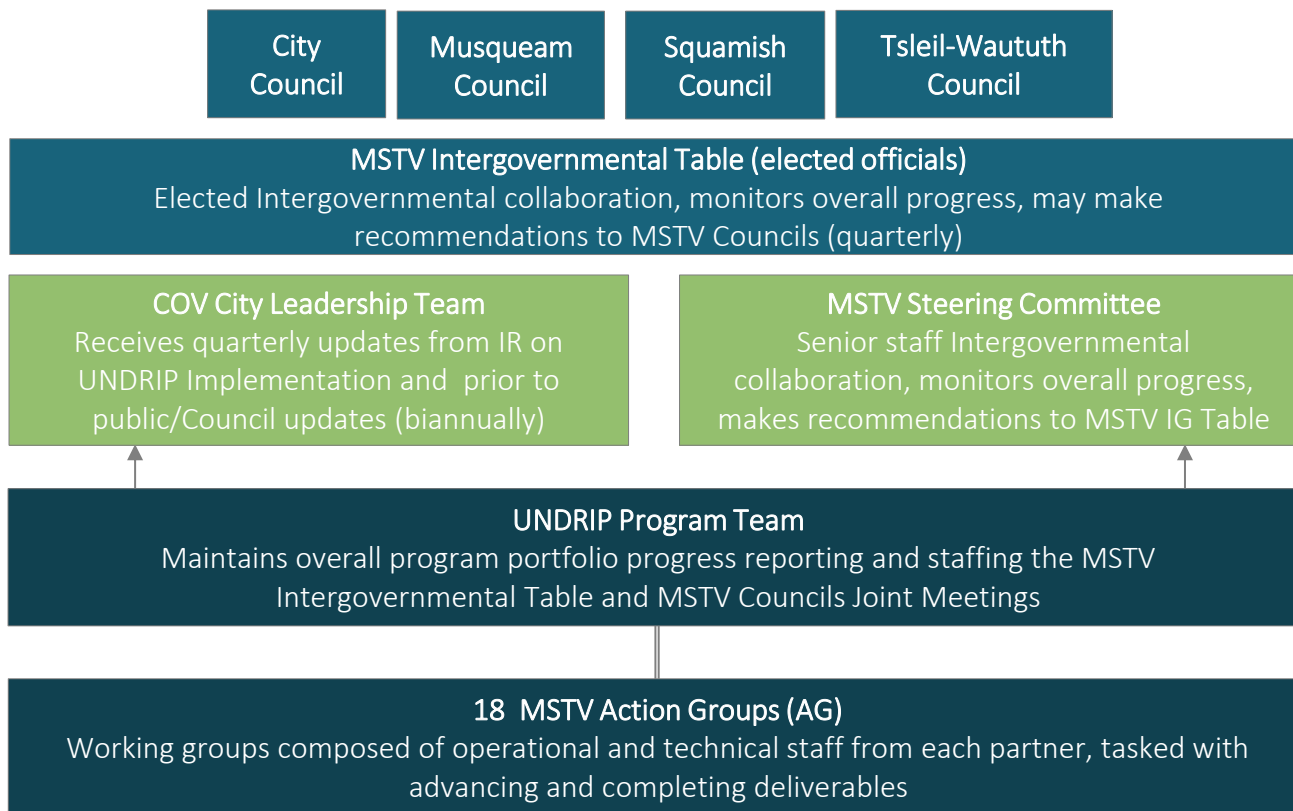 City
Council
Musqueam
Council
Squamish
Council
Tsleil-Waututh
Council
MSTV Intergovernmental Table (elected officials)
Elected Intergovernmental collaboration, monitors overall progress, may make
recommendations to MSTV Councils (quarterly)
COV City Leadership Team
Receives quarterly updates from IR on
UNDRIP Implementation and prior to
public/Council updates (biannually)
MSTV Steering Committee
Senior staff Intergovernmental
collaboration, monitors overall progress,
makes recommendations to MSTV IG Table
UNDRIP Program Team
Maintains overall program portfolio progress reporting and staffing the MSTV
Intergovernmental Table and MSTV Councils Joint Meetings
18 MSTV Action Groups (AG)
Working groups composed of operational and technical staff from each partner, tasked with
advancing and completing deliverables